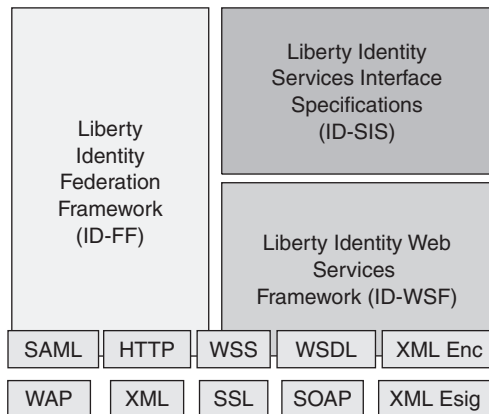 Liberty
Identity
Federation
Framework
(ID-FF)
Liberty Identity
Services Interface
Specifications
(ID-SIS)
Liberty Identity Web
Services
Framework (ID-WSF)
SAML HTTP WSS WSDL XML Enc
WAP XML SSL SOAP XML Esig